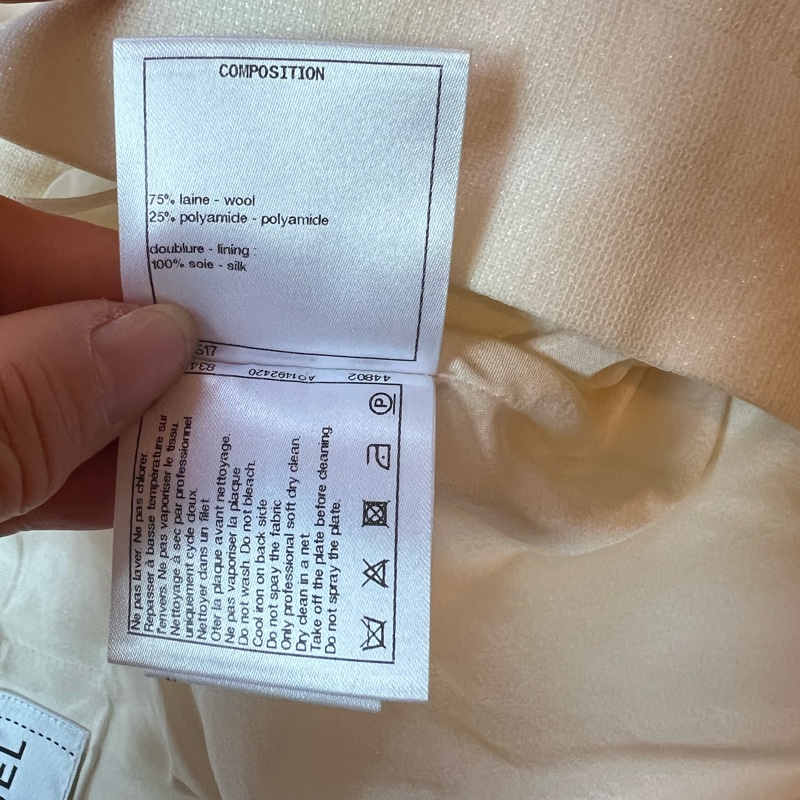 COMPOSITION
75% laine - wool
25% polyamide - polyamide
doublure - lining :
100% soie - silk
517
834 A01492420 44802
Ne pas laver. Ne pas chlorer.
Repasser à basse température sur
l'envers. Ne pas vaporiser le tissu.
Nettoyage à sec par professionnel
uniquement cycle doux
Nettoyer dans un filet
Oter la plaque avant nettoyage.
Ne pas vaporiser la plaque
Do not wash. Do not bleach.
Cool iron on back side
Do not spay the fabric
Only professional soft dry clean.
Dry clean in a net.
Take off the plate before cleaning.
Do not spray the plate.
P
EL